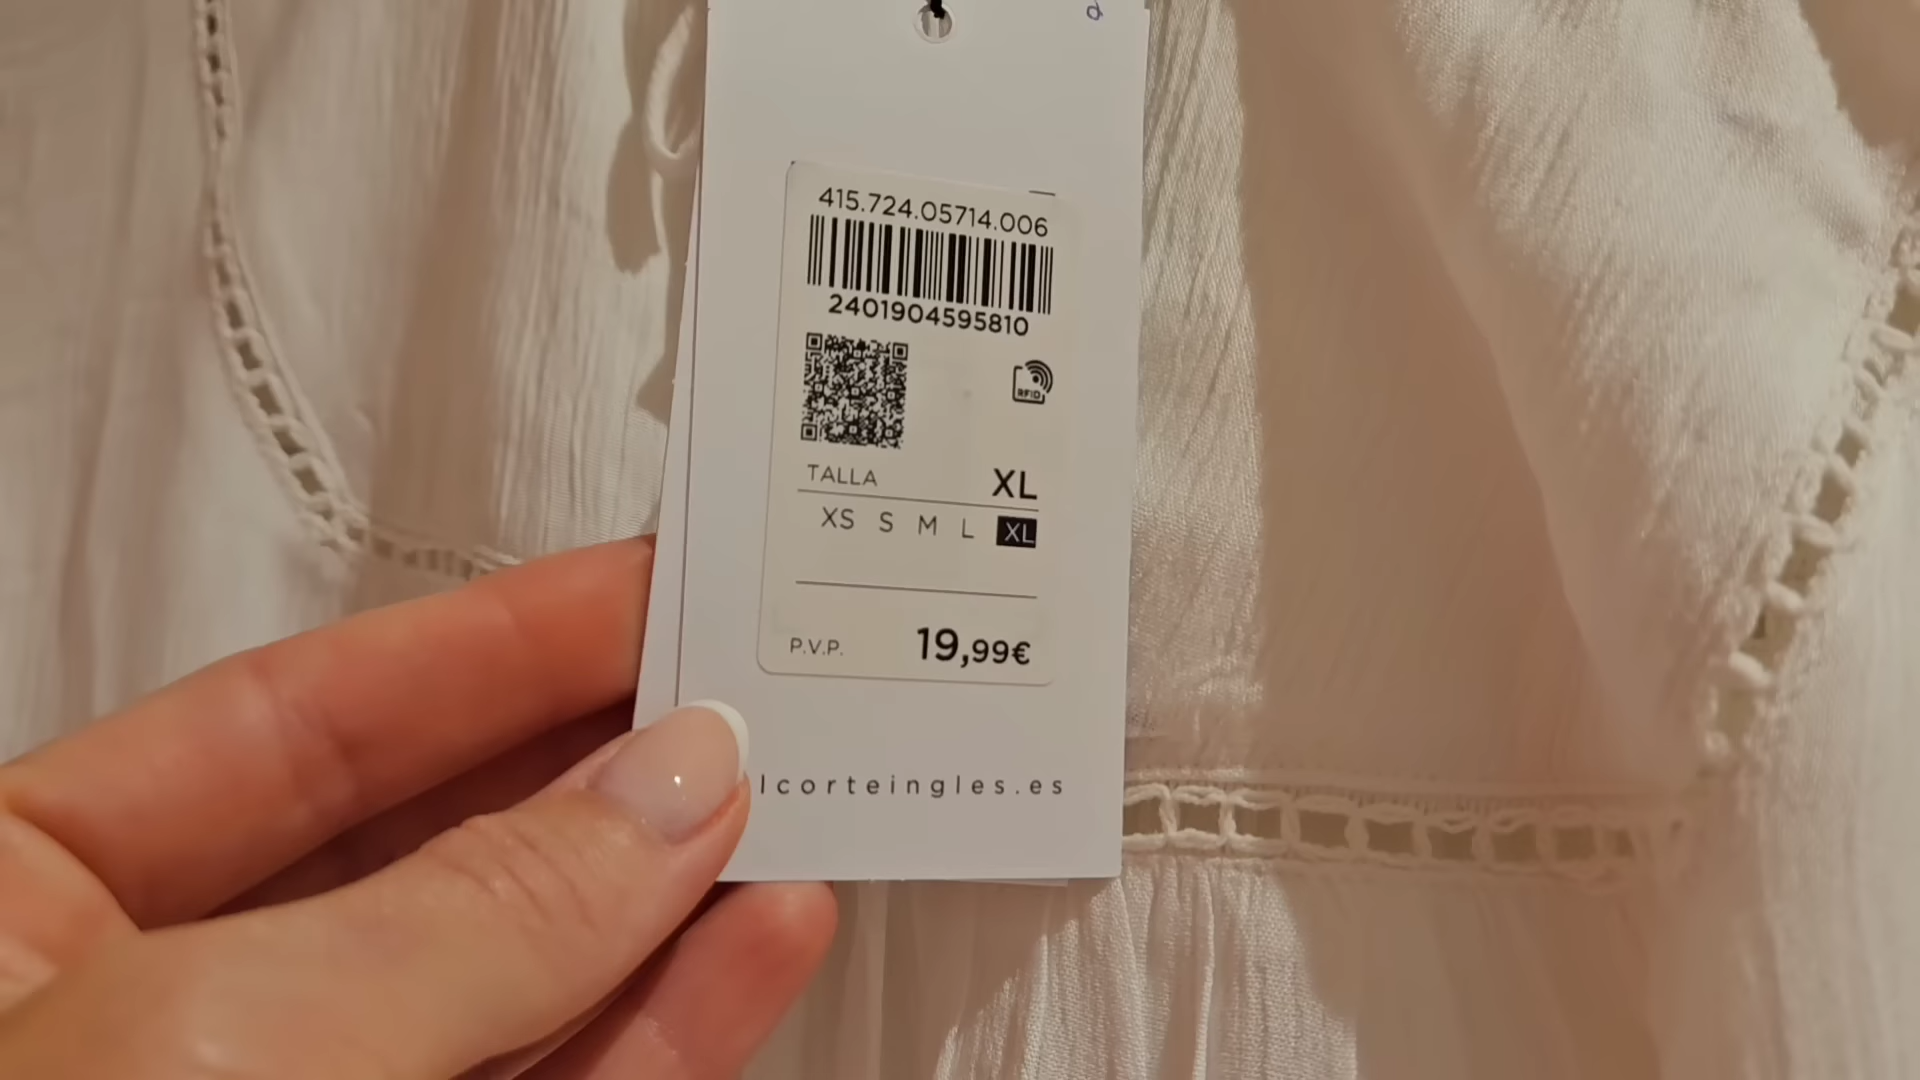 415.724.05714.006
2401904595810
RFID
TALLA XL
XS S M L XL
P.V.P. 19,99€
lcorteingles.es